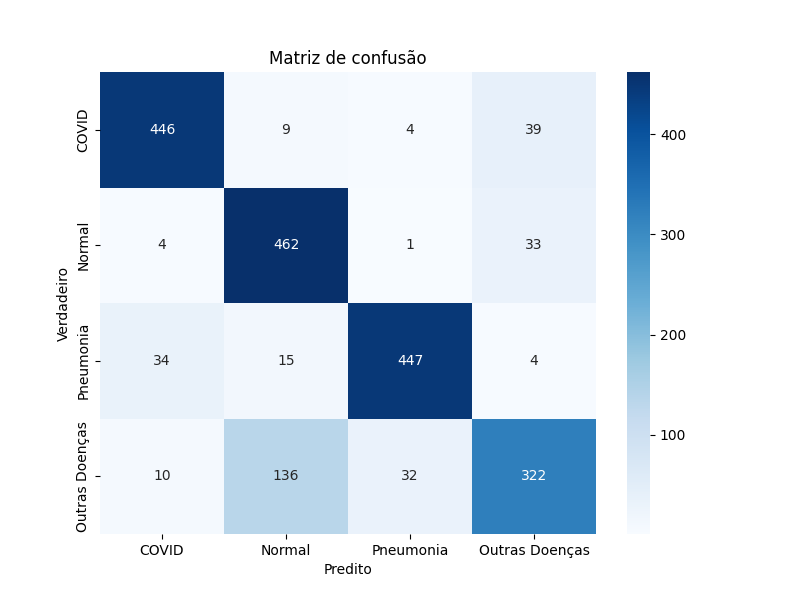 Matriz de confusão
Verdadeiro
COVID
446 9 4 39
Normal
4 462 1 33
Pneumonia
34 15 447 4
Outras Doenças
10 136 32 322
COVID Normal Pneumonia Outras Doenças
Predito
400
300
200
100